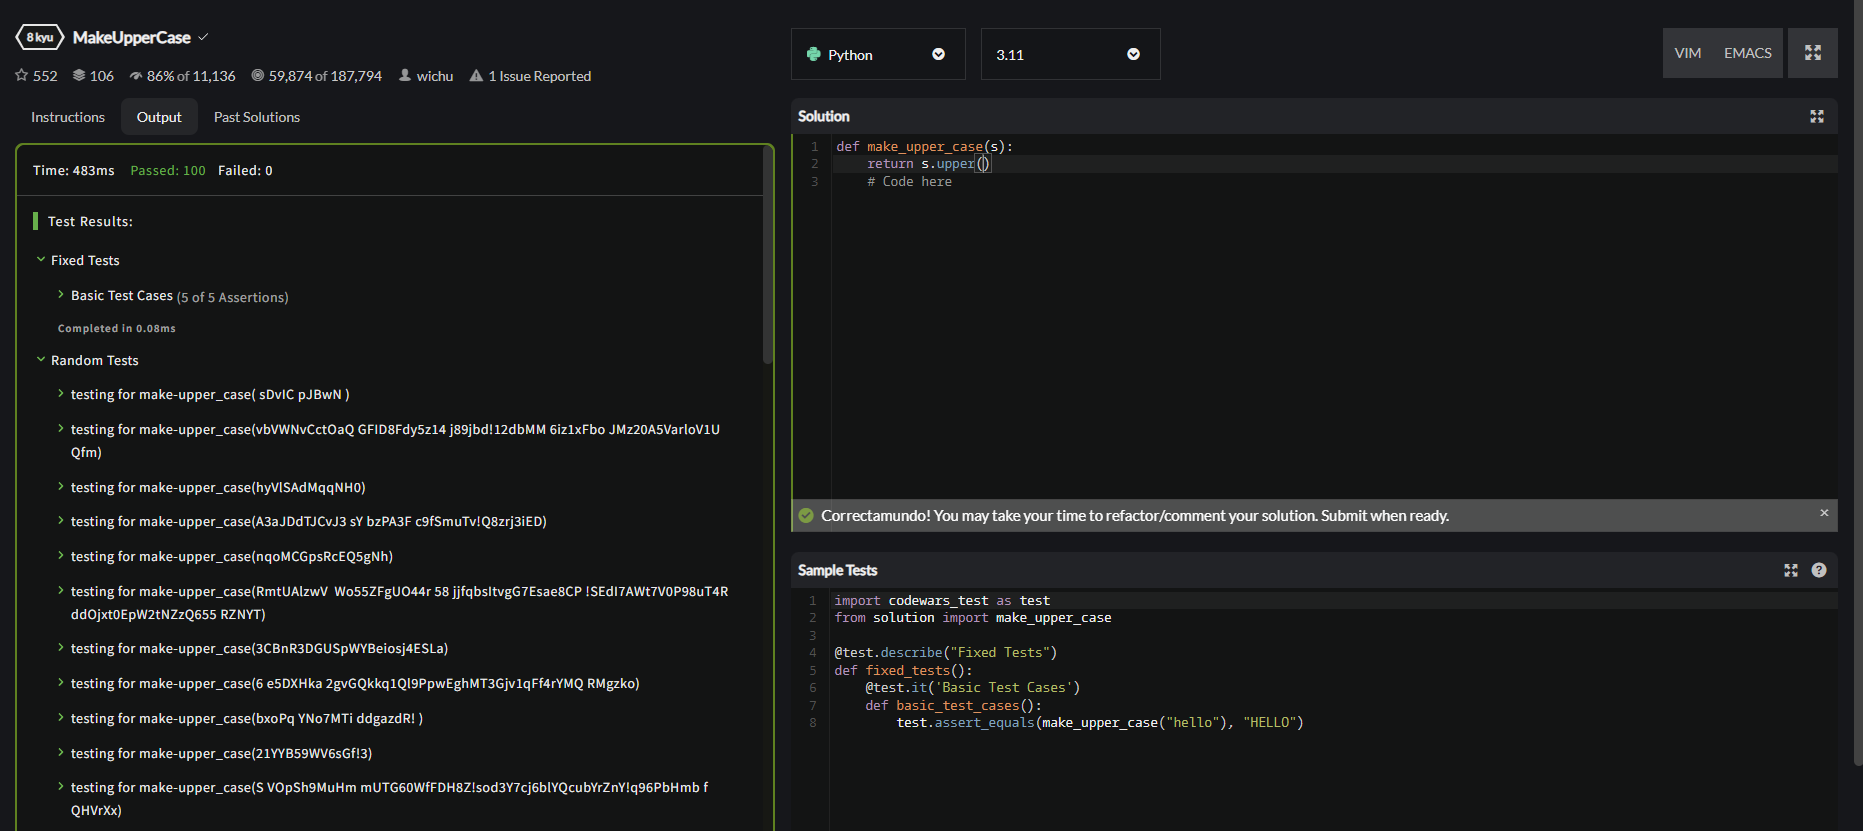 8 kyu MakeUpperCase
552 106 86% of 11,136 59,874 of 187,794 wichu 1 Issue Reported
Instructions Output Past Solutions
Time: 483ms Passed: 100 Failed: 0
Test Results:
Fixed Tests
Basic Test Cases (5 of 5 Assertions)
Completed in 0.08ms
Random Tests
testing for make-upper_case( sDvIC pJBwN )
testing for make-upper_case(vbVWNvCctOaQ GFID8Fdy5z14 j89jbd!12dbMM 6iz1xFbo JMz20A5VarloV1U
Qfm)
testing for make-upper_case(hyVlSAdMqqNH0)
testing for make-upper_case(A3aJDdTJCvJ3 sY bzPA3F c9fSmuTv!Q8zrj3iED)
testing for make-upper_case(nqoMCGpsRcEQ5gNh)
testing for make-upper_case(RmtUAlzwV  Wo55ZFgUO44r 58 jjfqbsItvgG7Esae8CP !SEdI7AWt7V0P98uT4R
ddOjxt0EpW2tNZzQ655 RZNYT)
testing for make-upper_case(3CBnR3DGUSpWYBeiosj4ESLa)
testing for make-upper_case(6 e5DXHka 2gvGQkkq1Ql9PpwEghMT3Gjv1qFf4rYMQ RMgzko)
testing for make-upper_case(bxoPq YNo7MTi ddgazdR! )
testing for make-upper_case(21YYB59WV6sGf!3)
testing for make-upper_case(S VOpSh9MuHm mUTG60WfFDH8Z!sod3Y7cj6blYQcubYrZnY!q96PbHmb f
QHVrXx)
Python 3.11 VIM EMACS
Solution
1 def make_upper_case(s):
2     return s.upper()
3     # Code here
Correctamundo! You may take your time to refactor/comment your solution. Submit when ready. ×
Sample Tests ?
1 import codewars_test as test
2 from solution import make_upper_case
3
4 @test.describe("Fixed Tests")
5 def fixed_tests():
6     @test.it('Basic Test Cases')
7     def basic_test_cases():
8         test.assert_equals(make_upper_case("hello"), "HELLO")